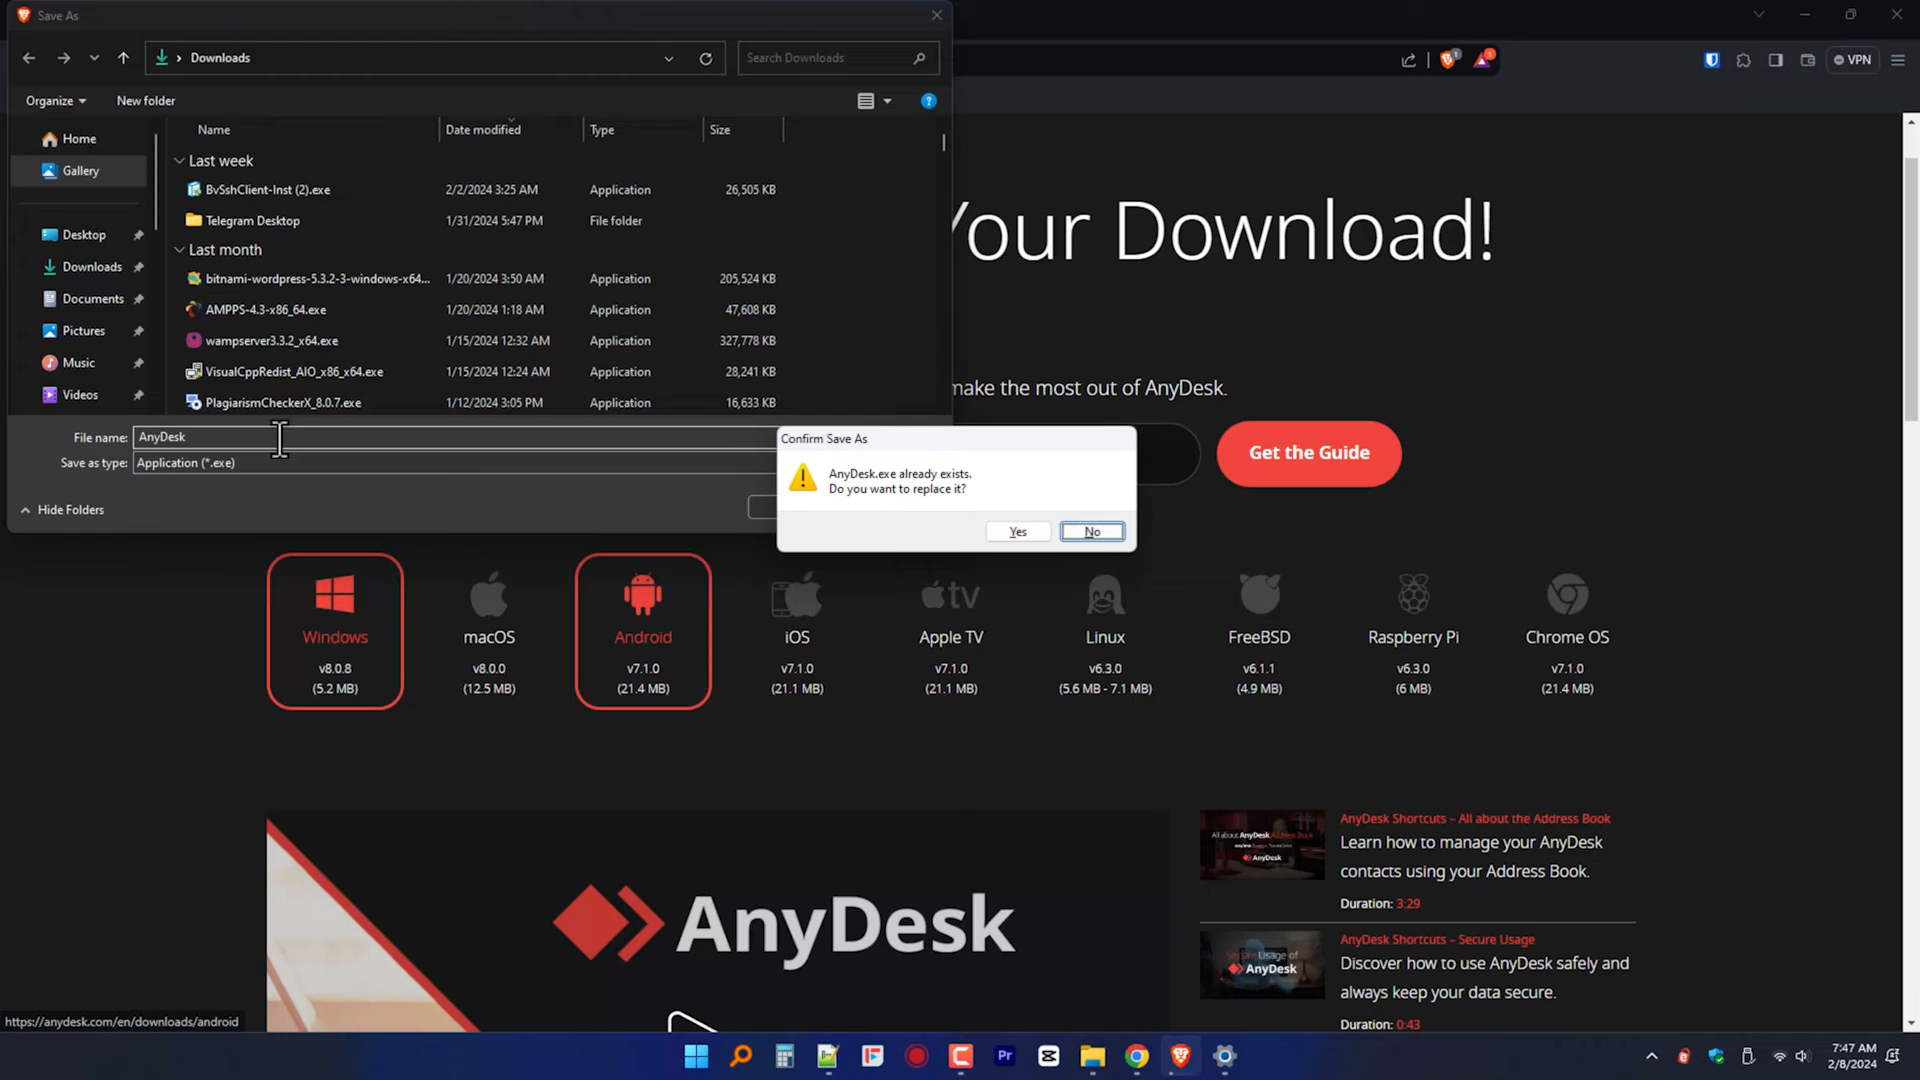 Save As
Downloads
Search Downloads
VPN
Organize
New folder
Name
Date modified
Type
Size
Home
Gallery
Desktop
Downloads
Documents
Pictures
Music
Videos
Last week
BvSshClient-Inst (2).exe 2/2/2024 3:25 AM Application 26,505 KB
Telegram Desktop 1/31/2024 5:47 PM File folder
Last month
bitnami-wordpress-5.3.2-3-windows-x64... 1/20/2024 3:50 AM Application 205,524 KB
AMPPS-4.3-x86_64.exe 1/20/2024 1:18 AM Application 47,608 KB
wampserver3.3.2_x64.exe 1/15/2024 12:32 AM Application 327,778 KB
VisualCppRedist_AIO_x86_x64.exe 1/15/2024 12:24 AM Application 28,241 KB
PlagiarismCheckerX_8.0.7.exe 1/12/2024 3:05 PM Application 16,633 KB
File name: AnyDesk
Save as type: Application (*.exe)
Hide Folders
Your Download!
make the most out of AnyDesk.
Get the Guide
Confirm Save As
AnyDesk.exe already exists.
Do you want to replace it?
Yes
No
Windows
v8.0.8
(5.2 MB)
macOS
v8.0.0
(12.5 MB)
Android
v7.1.0
(21.4 MB)
iOS
v7.1.0
(21.1 MB)
tv
Apple TV
v7.1.0
(21.1 MB)
Linux
v6.3.0
(5.6 MB - 7.1 MB)
FreeBSD
v6.1.1
(4.9 MB)
Raspberry Pi
v6.3.0
(6 MB)
Chrome OS
v7.1.0
(21.4 MB)
AnyDesk
All about AnyDesk Address Book
AnyDesk
AnyDesk Shortcuts – All about the Address Book
Learn how to manage your AnyDesk
contacts using your Address Book.
Duration: 3:29
Secure Usage of
AnyDesk
AnyDesk Shortcuts – Secure Usage
Discover how to use AnyDesk safely and
always keep your data secure.
Duration: 0:43
https://anydesk.com/en/downloads/android
Pr
7:47 AM
2/8/2024